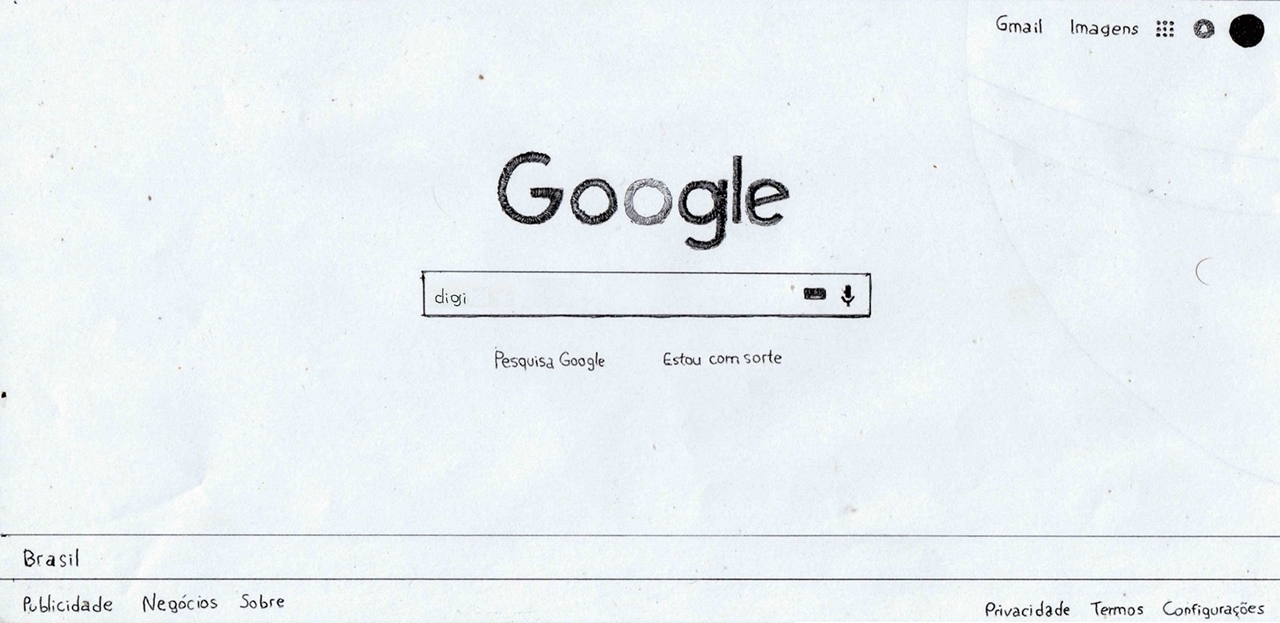 Gmail Imagens
Google
digi
Pesquisa Google Estou com sorte
Brasil
Publicidade Negócios Sobre Privacidade Termos Configurações